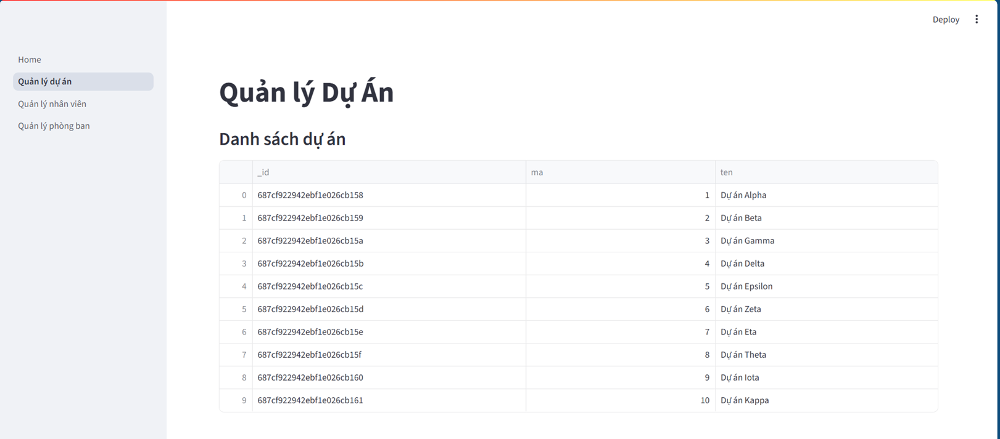 Deploy
Home
Quản lý dự án
Quản lý nhân viên
Quản lý phòng ban
Quản lý Dự Án
Danh sách dự án
_id ma ten
0 687cf922942ebf1e026cb158 1 Dự án Alpha
1 687cf922942ebf1e026cb159 2 Dự án Beta
2 687cf922942ebf1e026cb15a 3 Dự án Gamma
3 687cf922942ebf1e026cb15b 4 Dự án Delta
4 687cf922942ebf1e026cb15c 5 Dự án Epsilon
5 687cf922942ebf1e026cb15d 6 Dự án Zeta
6 687cf922942ebf1e026cb15e 7 Dự án Eta
7 687cf922942ebf1e026cb15f 8 Dự án Theta
8 687cf922942ebf1e026cb160 9 Dự án Iota
9 687cf922942ebf1e026cb161 10 Dự án Kappa